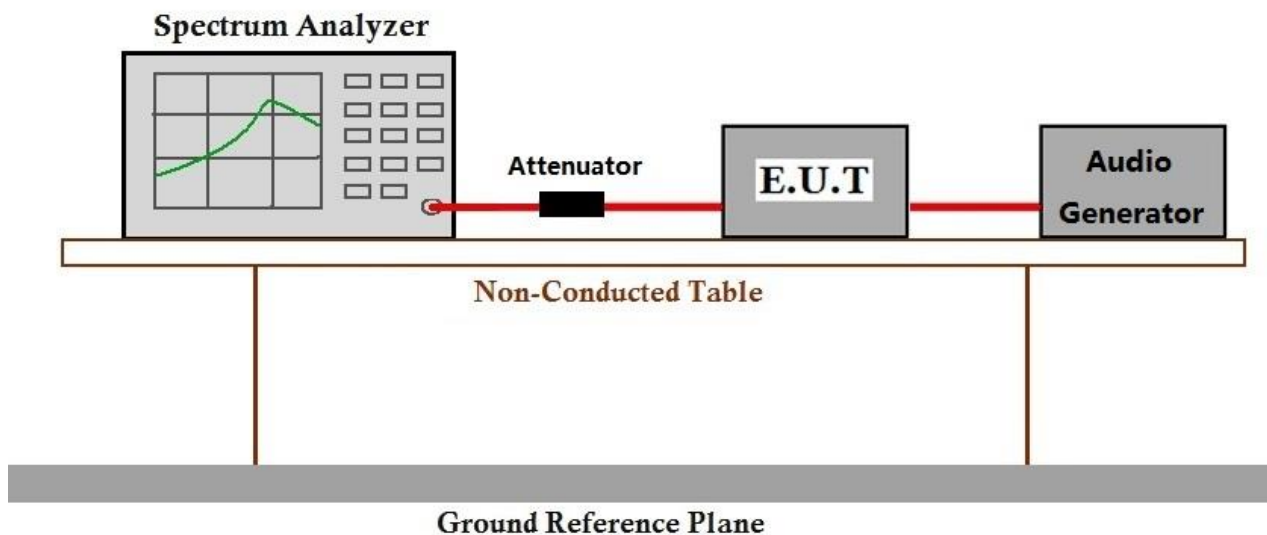 Spectrum Analyzer
Attenuator
E.U.T
Audio
Generator
Non-Conducted Table
Ground Reference Plane